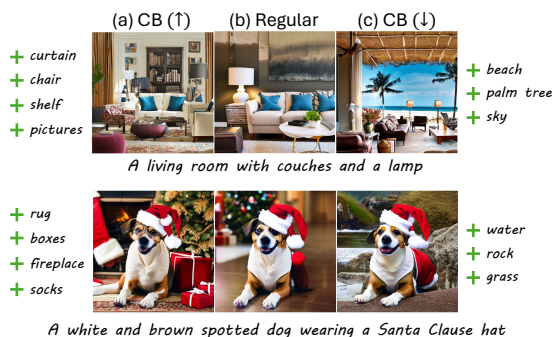 (a) CB (↑) (b) Regular (c) CB (↓)
+ curtain
+ chair
+ shelf
+ pictures
+ beach
+ palm tree
+ sky
A living room with couches and a lamp
+ rug
+ boxes
+ fireplace
+ socks
+ water
+ rock
+ grass
A white and brown spotted dog wearing a Santa Clause hat